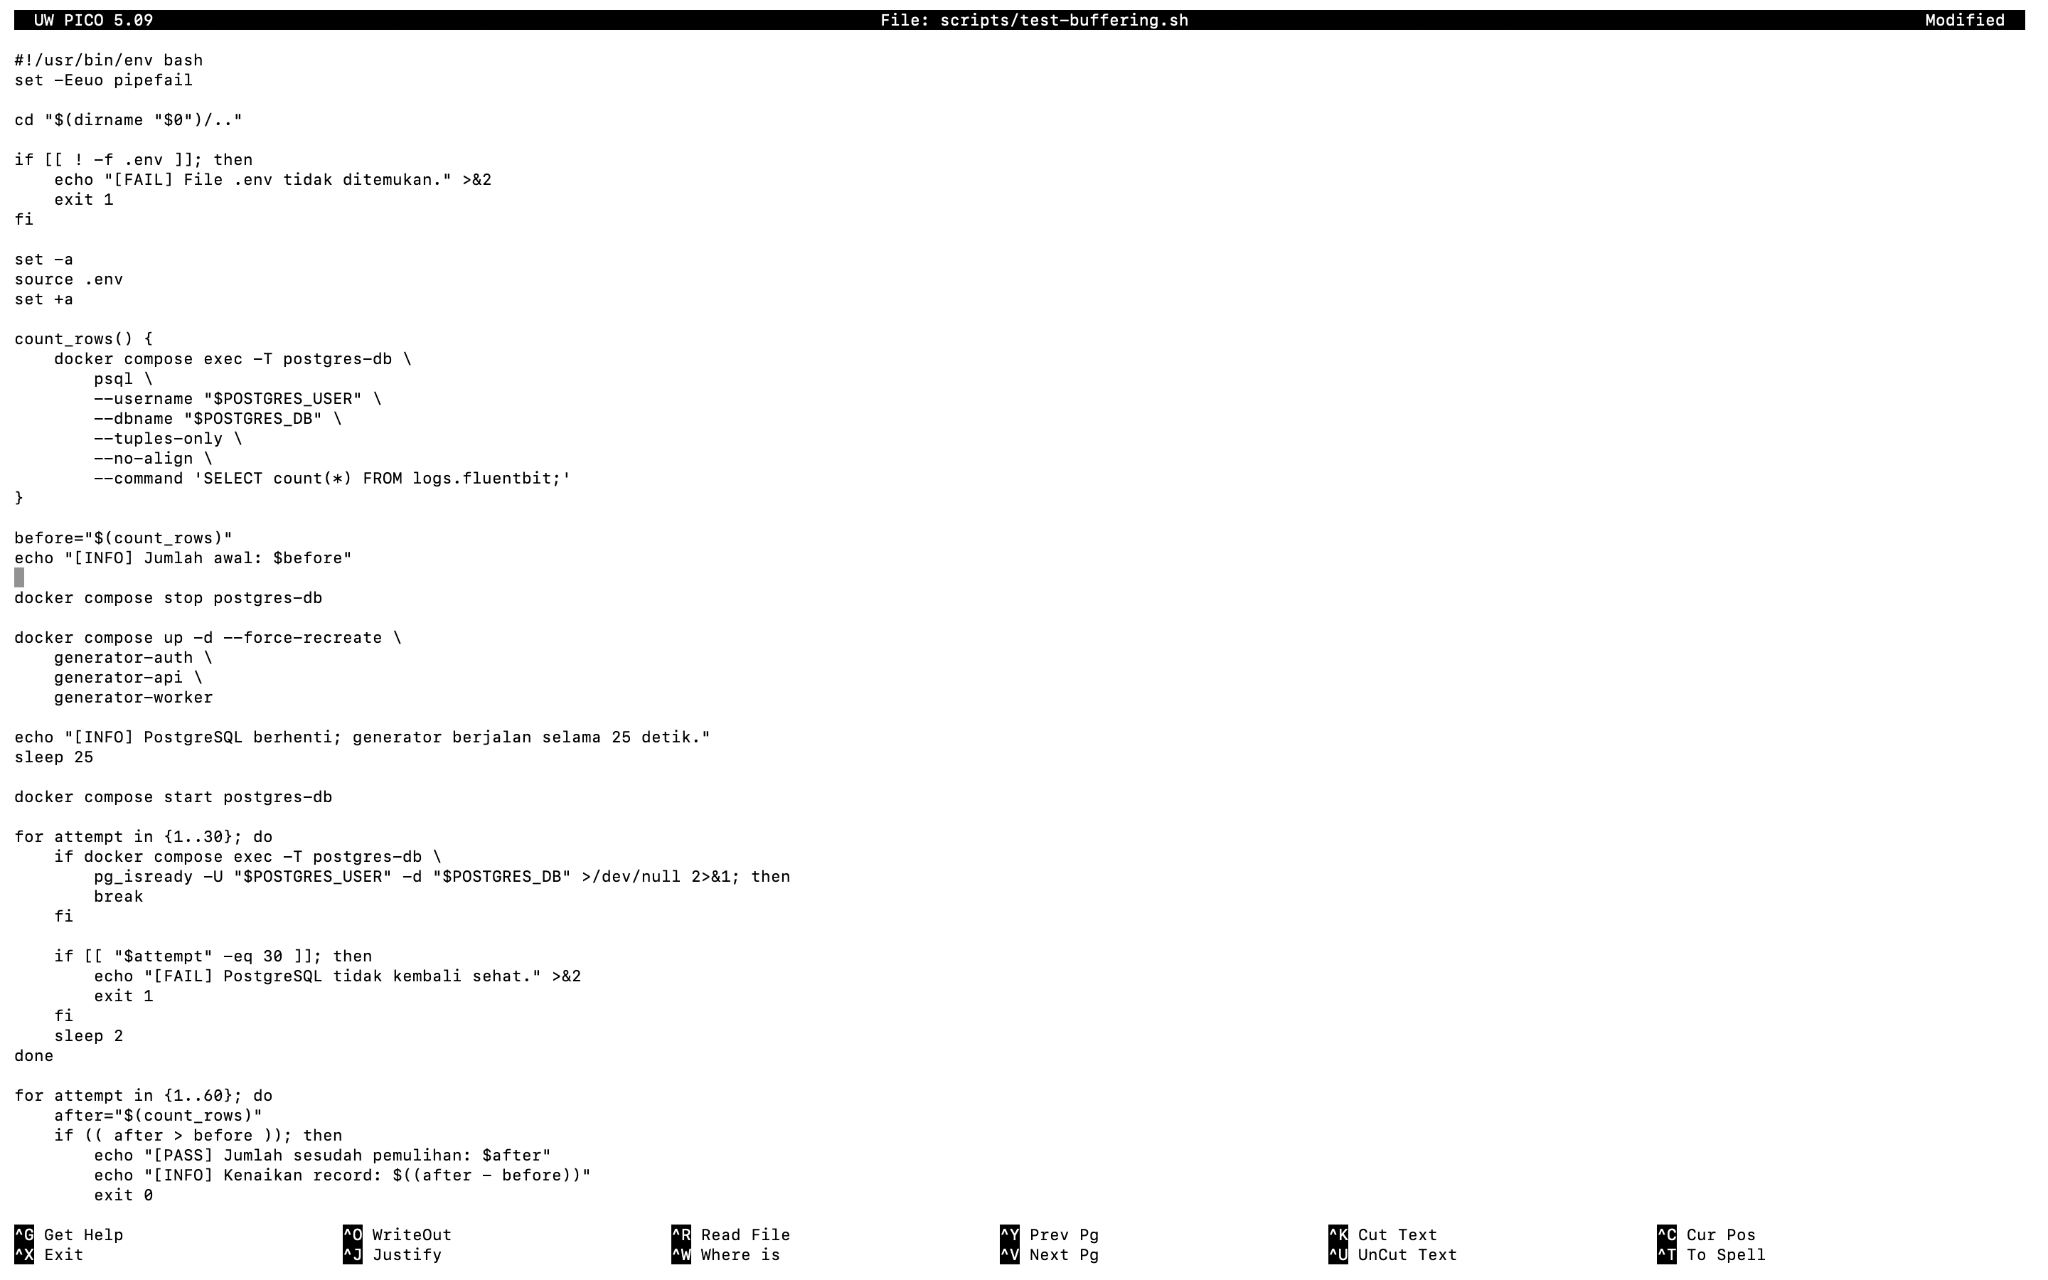 UW PICO 5.09 File: scripts/test-buffering.sh Modified
#!/usr/bin/env bash
set -Eeuo pipefail

cd "$(dirname "$0")/.."

if [[ ! -f .env ]]; then
    echo "[FAIL] File .env tidak ditemukan." >&2
    exit 1
fi

set -a
source .env
set +a

count_rows() {
    docker compose exec -T postgres-db \
        psql \
        --username "$POSTGRES_USER" \
        --dbname "$POSTGRES_DB" \
        --tuples-only \
        --no-align \
        --command 'SELECT count(*) FROM logs.fluentbit;'
}

before="$(count_rows)"
echo "[INFO] Jumlah awal: $before"

docker compose stop postgres-db

docker compose up -d --force-recreate \
    generator-auth \
    generator-api \
    generator-worker

echo "[INFO] PostgreSQL berhenti; generator berjalan selama 25 detik."
sleep 25

docker compose start postgres-db

for attempt in {1..30}; do
    if docker compose exec -T postgres-db \
        pg_isready -U "$POSTGRES_USER" -d "$POSTGRES_DB" >/dev/null 2>&1; then
        break
    fi

    if [[ "$attempt" -eq 30 ]]; then
        echo "[FAIL] PostgreSQL tidak kembali sehat." >&2
        exit 1
    fi
    sleep 2
done

for attempt in {1..60}; do
    after="$(count_rows)"
    if (( after > before )); then
        echo "[PASS] Jumlah sesudah pemulihan: $after"
        echo "[INFO] Kenaikan record: $((after - before))"
        exit 0

^G Get Help ^O WriteOut ^R Read File ^Y Prev Pg ^K Cut Text ^C Cur Pos
^X Exit ^J Justify ^W Where is ^V Next Pg ^U UnCut Text ^T To Spell